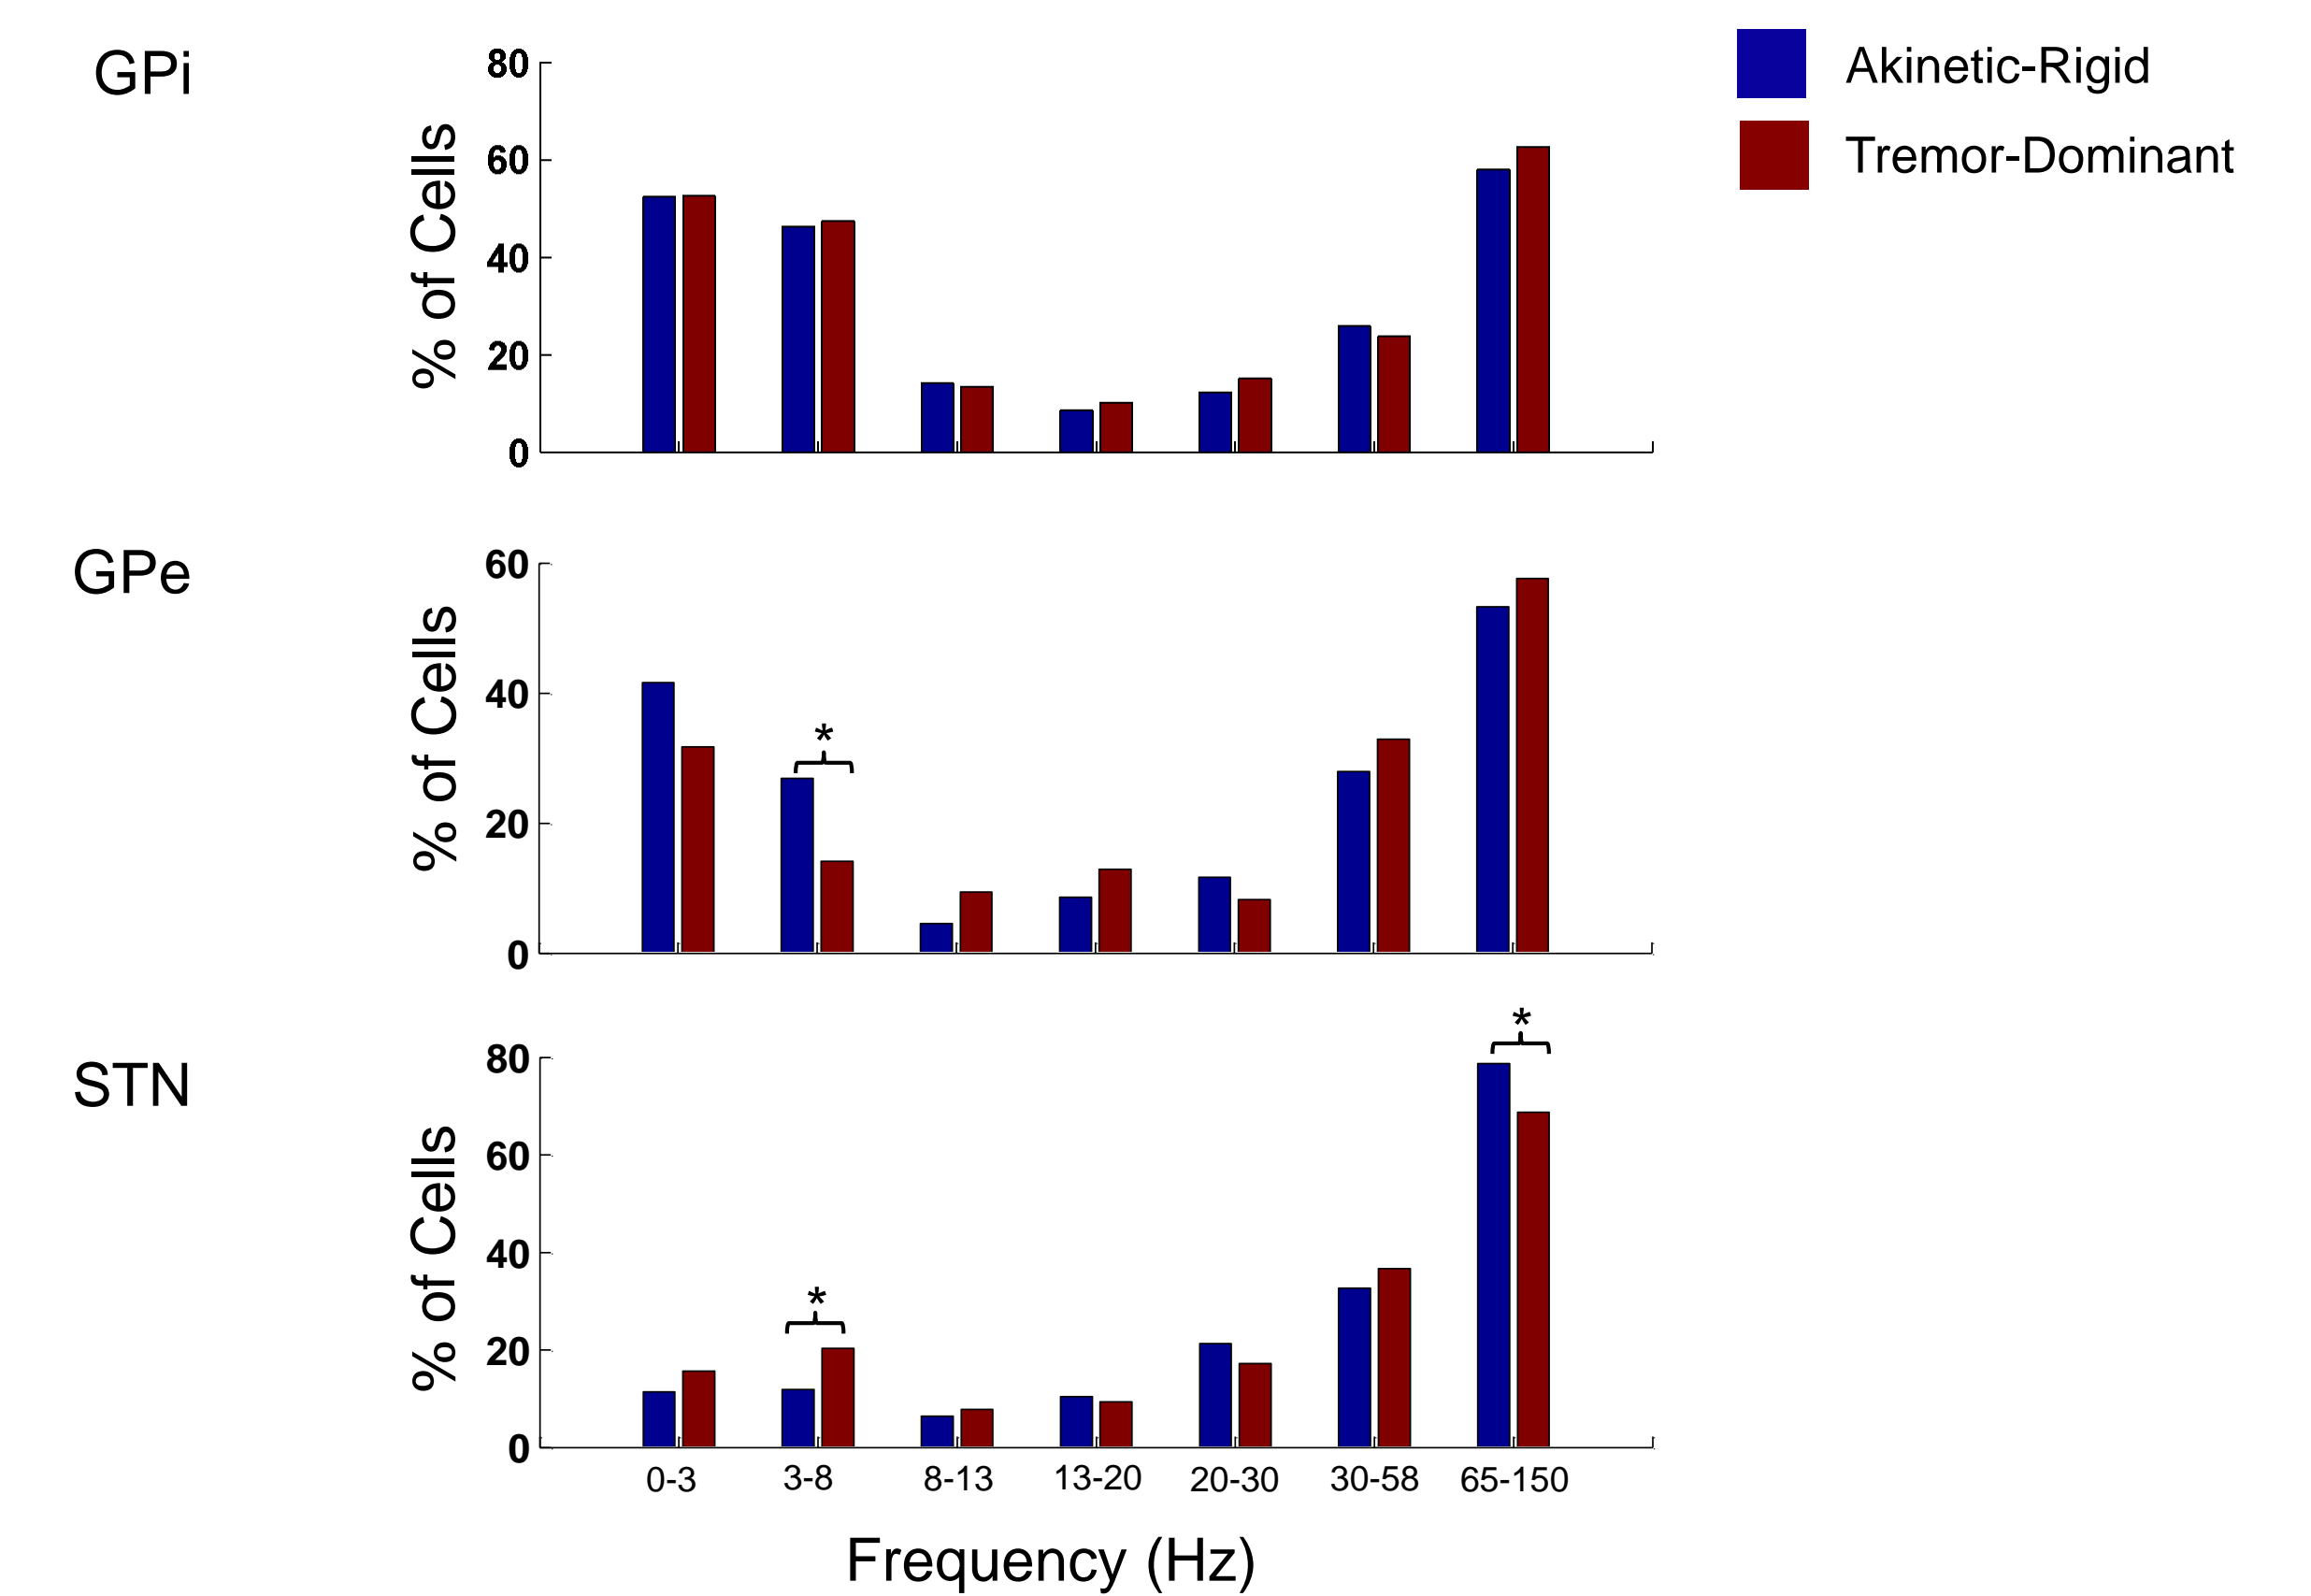 GPi
Akinetic-Rigid
Tremor-Dominant
% of Cells
80
60
40
20
0
GPe
% of Cells
60
40
*
20
0
*
STN
% of Cells
80
60
40
*
20
0
0-3 3-8 8-13 13-20 20-30 30-58 65-150
Frequency (Hz)